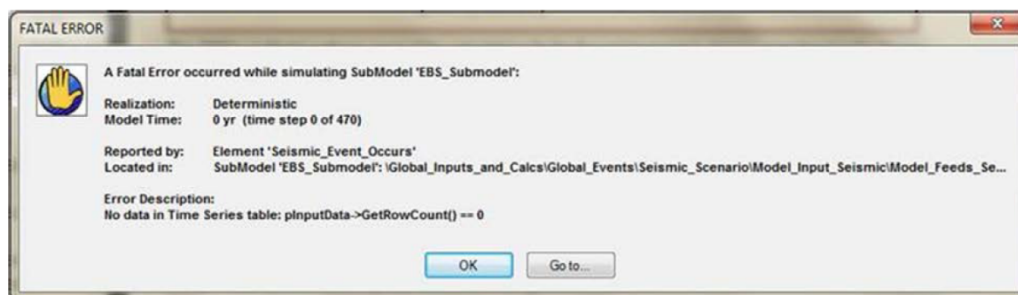 FATAL ERROR
A Fatal Error occurred while simulating SubModel 'EBS_Submodel':
Realization: Deterministic
Model Time: 0 yr (time step 0 of 470)
Reported by: Element 'Seismic_Event_Occurs'
Located in: SubModel 'EBS_Submodel': \Global_Inputs_and_Calcs\Global_Events\Seismic_Scenario\Model_Input_Seismic\Model_Feeds_Se...
Error Description:
No data in Time Series table: pInputData->GetRowCount() == 0
OK Go to...